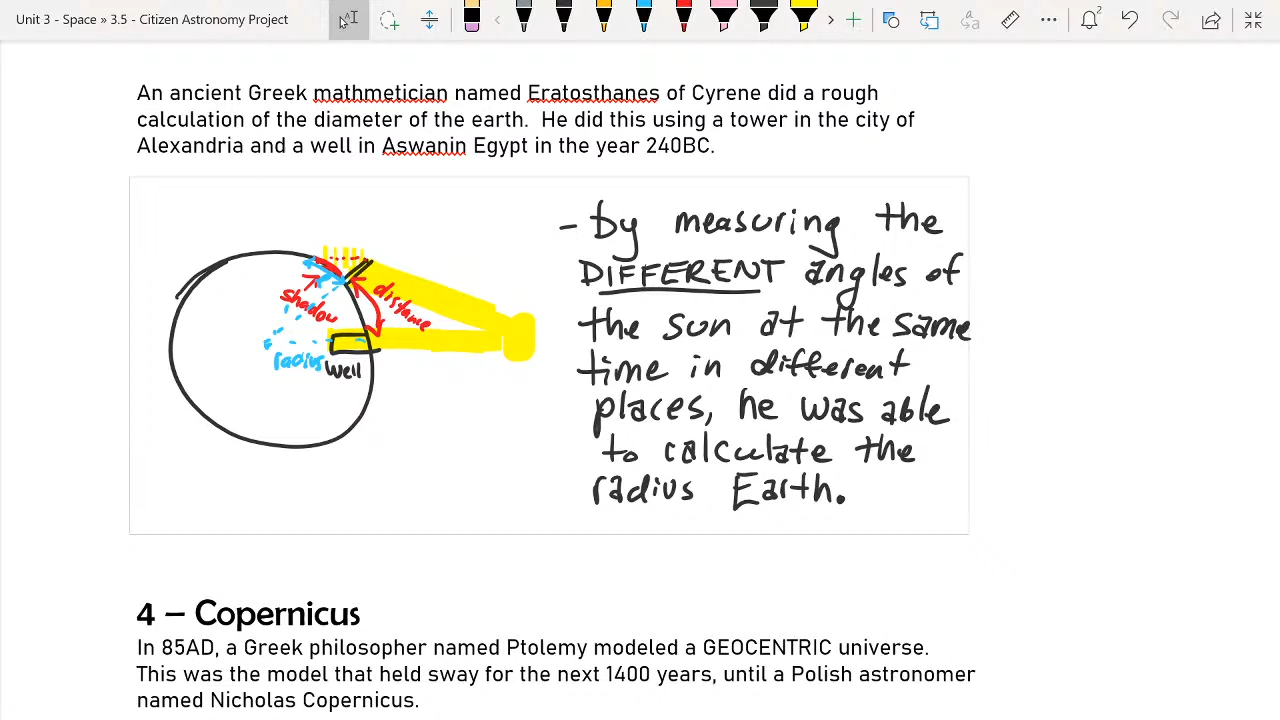 Unit 3 - Space » 3.5 - Citizen Astronomy Project
2
An ancient Greek mathmetician named Eratosthanes of Cyrene did a rough
calculation of the diameter of the earth. He did this using a tower in the city of
Alexandria and a well in Aswanin Egypt in the year 240BC.
shadow
distance
radius
well
- by measuring the
DIFFERENT angles of
the sun at the same
time in different
places, he was able
to calculate the
radius Earth.
4 – Copernicus
In 85AD, a Greek philosopher named Ptolemy modeled a GEOCENTRIC universe.
This was the model that held sway for the next 1400 years, until a Polish astronomer
named Nicholas Copernicus.